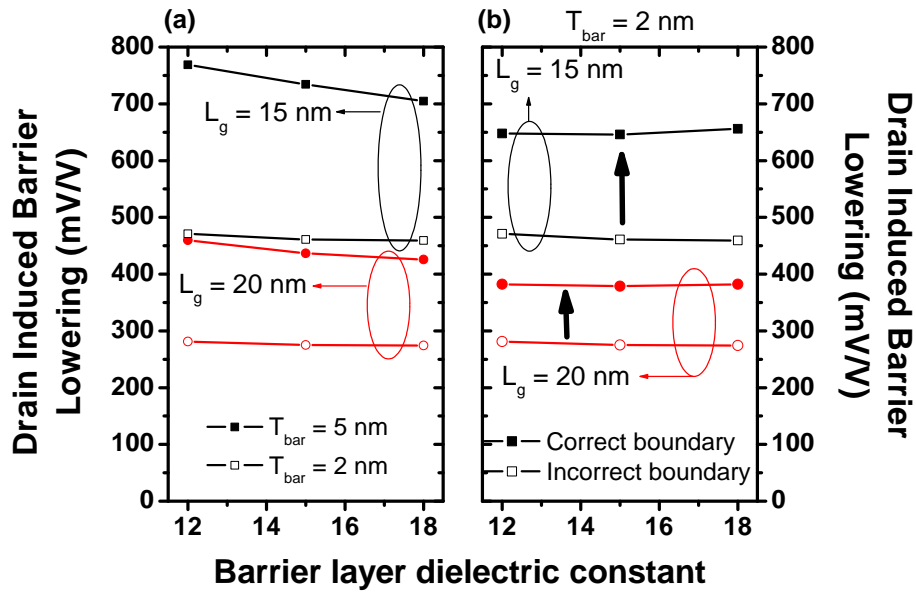 (a)
(b)
T_bar = 2 nm
Drain Induced Barrier
Lowering (mV/V)
800
700
600
500
400
300
200
100
0
L_g = 15 nm
L_g = 20 nm
T_bar = 5 nm
T_bar = 2 nm
12
14
16
18
L_g = 15 nm
L_g = 20 nm
Correct boundary
Incorrect boundary
12
14
16
18
800
700
600
500
400
300
200
100
0
Drain Induced Barrier
Lowering (mV/V)
Barrier layer dielectric constant